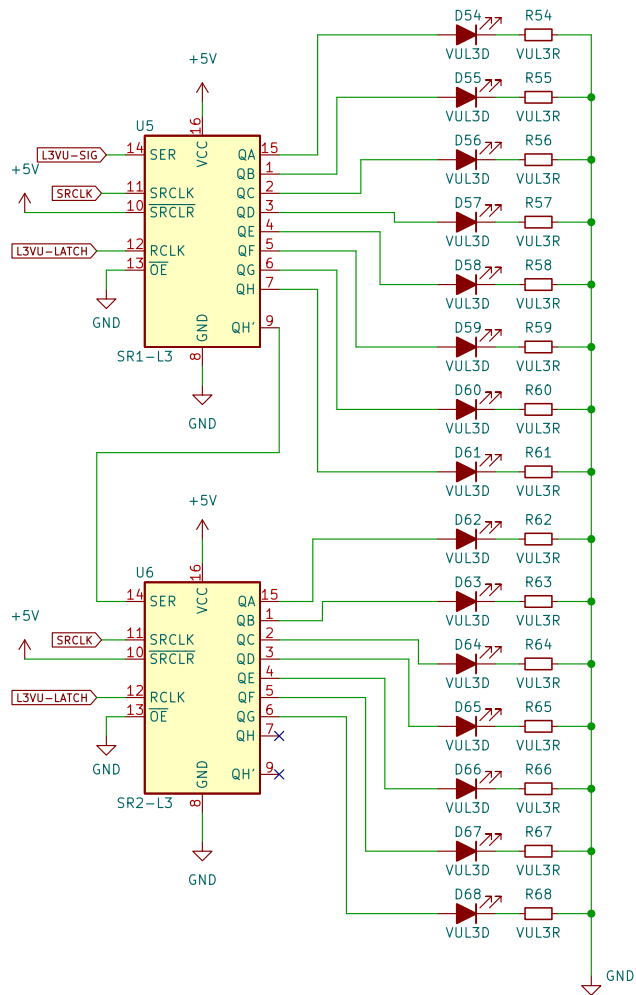 +5V
U5
16
VCC
L3VU-SIG
14
SER
+5V
SRCLK
11
SRCLK
10
SRCLR
L3VU-LATCH
12
RCLK
13
OE
GND
QA
15
QB
1
QC
2
QD
3
QE
4
QF
5
QG
6
QH
7
QH'
9
GND
8
SR1-L3
GND
+5V
U6
16
VCC
14
SER
+5V
SRCLK
11
SRCLK
10
SRCLR
L3VU-LATCH
12
RCLK
13
OE
GND
QA
15
QB
1
QC
2
QD
3
QE
4
QF
5
QG
6
QH
7
QH'
9
GND
8
SR2-L3
GND
D54 R54
VUL3D VUL3R
D55 R55
VUL3D VUL3R
D56 R56
VUL3D VUL3R
D57 R57
VUL3D VUL3R
D58 R58
VUL3D VUL3R
D59 R59
VUL3D VUL3R
D60 R60
VUL3D VUL3R
D61 R61
VUL3D VUL3R
D62 R62
VUL3D VUL3R
D63 R63
VUL3D VUL3R
D64 R64
VUL3D VUL3R
D65 R65
VUL3D VUL3R
D66 R66
VUL3D VUL3R
D67 R67
VUL3D VUL3R
D68 R68
VUL3D VUL3R
GND